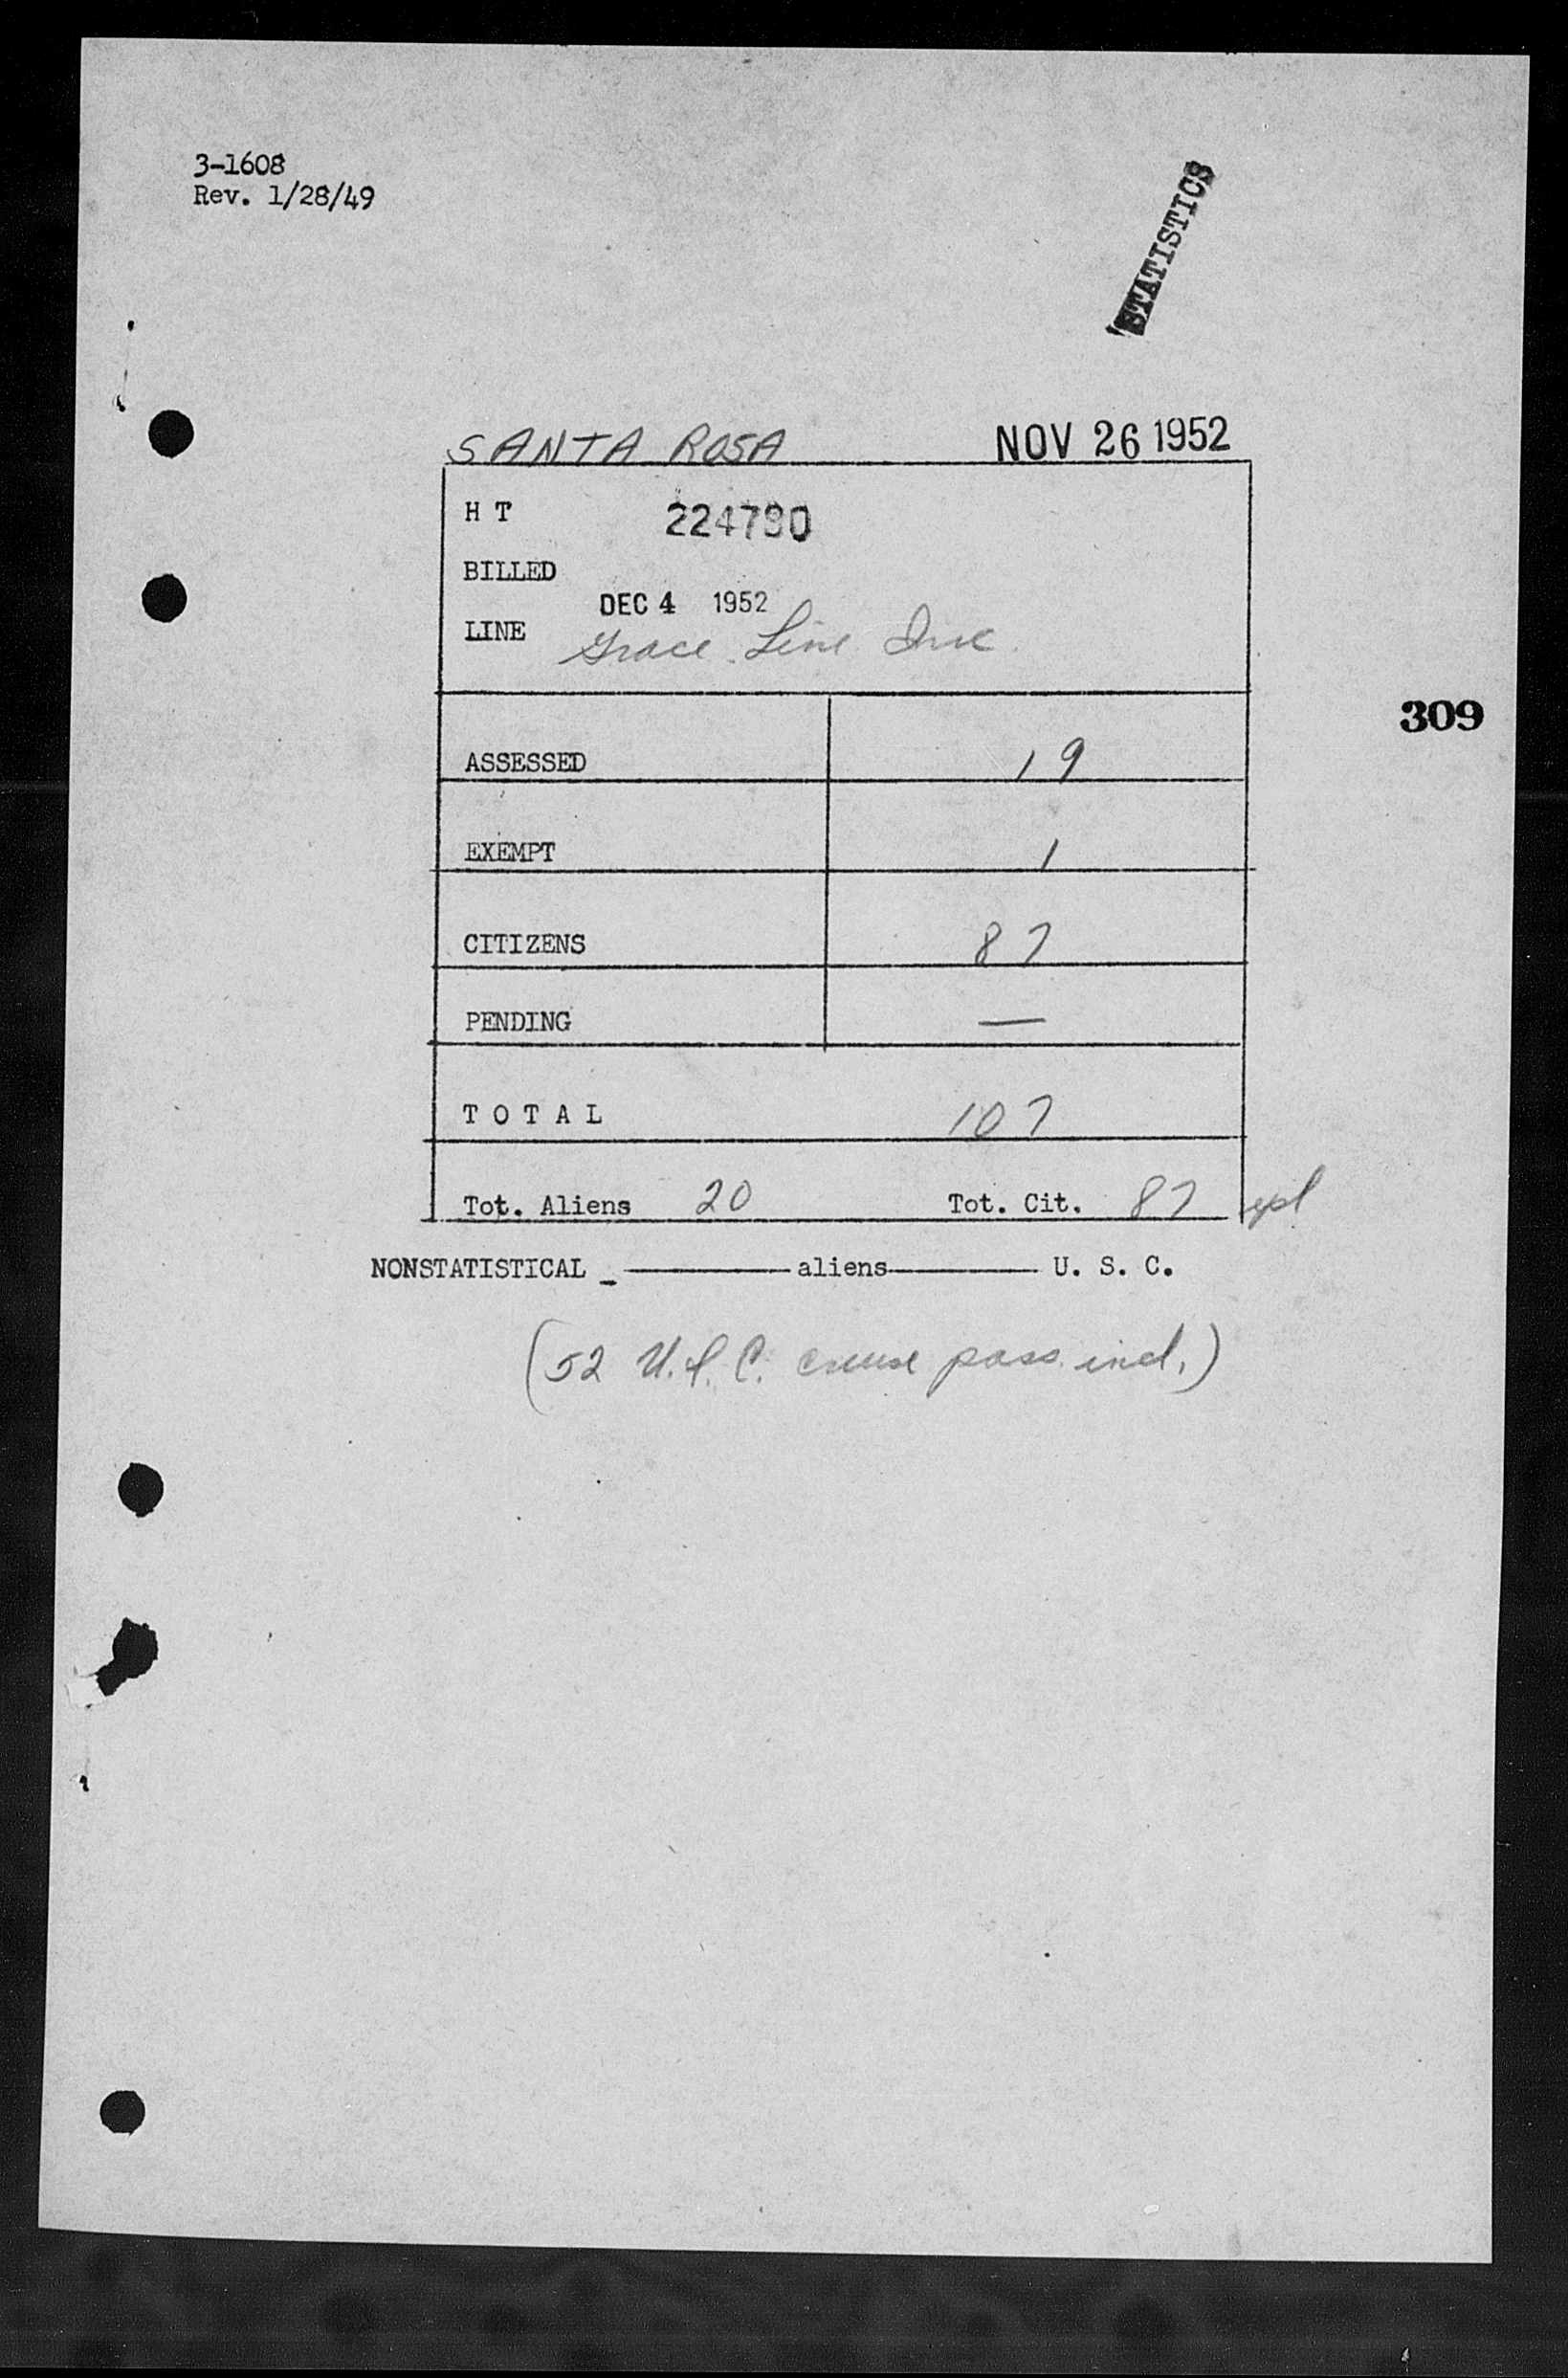 3-1608
Rev. 1/28/49
STATISTICS
SANTA ROSA NOV 26 1952
H T 224790
BILLED
DEC 4 1952
LINE Grace Line Inc
309
ASSESSED 19
EXEMPT 1
CITIZENS 87
PENDING —
T O T A L 107
Tot. Aliens 20 Tot. Cit. 87
NONSTATISTICAL _ ———— aliens ———— U. S. C.
(52 U.S.C. cruise pass. incl.)